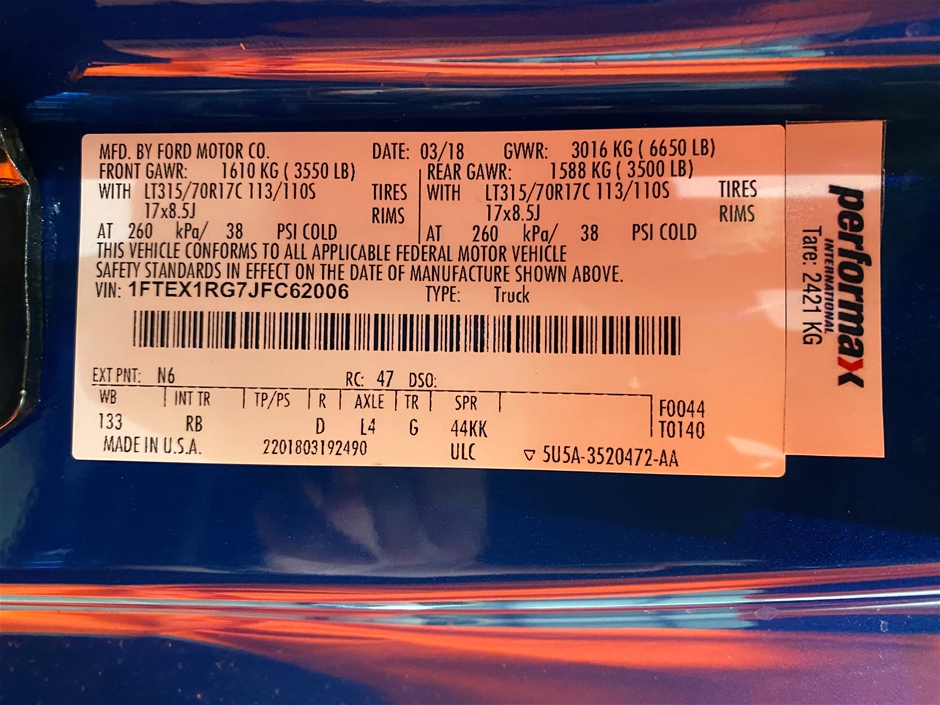 MFD. BY FORD MOTOR CO. DATE: 03/18 GVWR: 3016 KG ( 6650 LB)
FRONT GAWR: 1610 KG ( 3550 LB) REAR GAWR: 1588 KG ( 3500 LB)
WITH LT315/70R17C 113/110S TIRES WITH LT315/70R17C 113/110S TIRES
17x8.5J RIMS 17x8.5J RIMS
AT 260 kPa/ 38 PSI COLD AT 260 kPa/ 38 PSI COLD
THIS VEHICLE CONFORMS TO ALL APPLICABLE FEDERAL MOTOR VEHICLE
SAFETY STANDARDS IN EFFECT ON THE DATE OF MANUFACTURE SHOWN ABOVE.
VIN: 1FTEX1RG7JFC62006 TYPE: Truck
EXT PNT: N6 RC: 47 DSO:
WB INT TR TP/PS R AXLE TR SPR F0044
133 RB D L4 G 44KK T0140
MADE IN U.S.A. 2201803192490 ULC ▽ 5U5A-3520472-AA
performax
INTERNATIONAL
Tare: 2421 KG